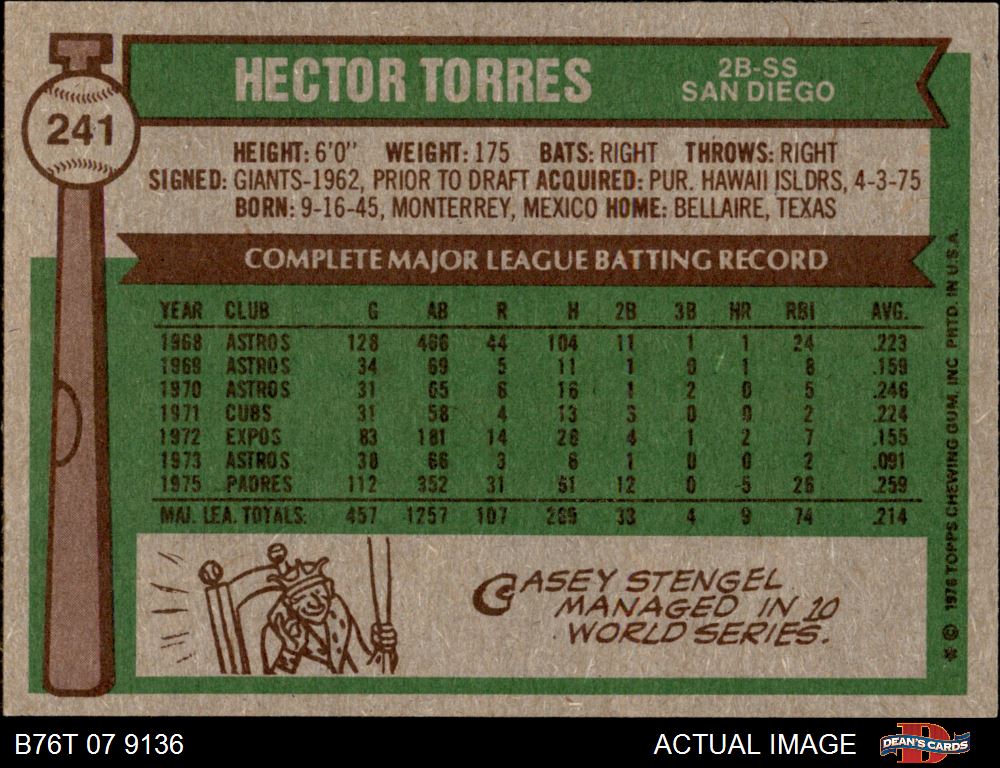 HECTOR TORRES
2B-SS
SAN DIEGO
241
HEIGHT: 6'0" WEIGHT: 175 BATS: RIGHT THROWS: RIGHT
SIGNED: GIANTS-1962, PRIOR TO DRAFT ACQUIRED: PUR. HAWAII ISLDRS, 4-3-75
BORN: 9-16-45, MONTERREY, MEXICO HOME: BELLAIRE, TEXAS
COMPLETE MAJOR LEAGUE BATTING RECORD
YEAR CLUB G AB R H 2B 3B HR RBI AVG.
1968 ASTROS 128 466 44 104 11 1 1 24 .223
1969 ASTROS 34 69 5 11 1 0 1 8 .159
1970 ASTROS 31 65 6 16 1 2 0 5 .246
1971 CUBS 31 58 4 13 3 0 0 2 .224
1972 EXPOS 83 181 14 28 4 1 2 7 .155
1973 ASTROS 38 66 3 6 1 0 0 2 .091
1975 PADRES 112 352 31 91 12 0 5 26 .259
MAJ. LEA. TOTALS: 457 1257 107 269 33 4 9 74 .214
CASEY STENGEL
MANAGED IN 10
WORLD SERIES.
* © 1976 TOPPS CHEWING GUM, INC PRTD. IN U.S.A.
B76T 07 9136 ACTUAL IMAGE DEAN'S CARDS